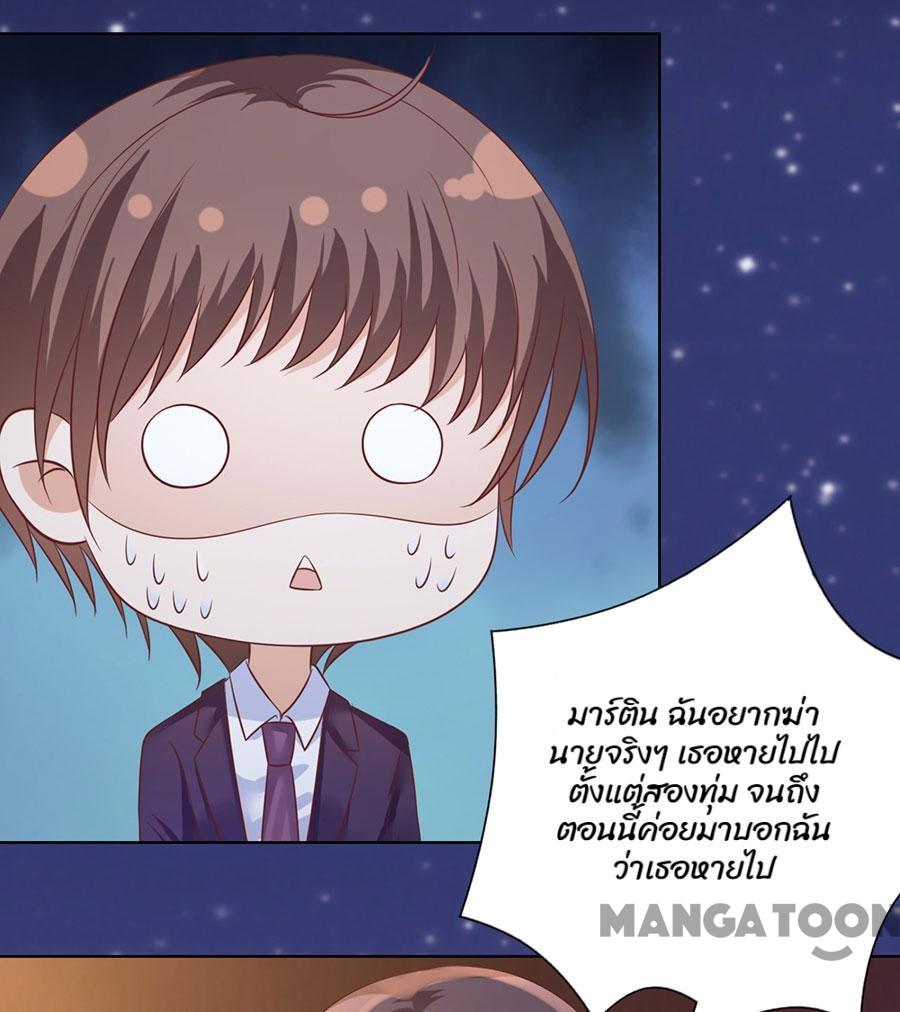 มาร์ติน ฉันอยากฆ่า
นายจริงๆ เธอหายไปไป
ตั้งแต่สองทุ่ม จนถึง
ตอนนี้ค่อยมาบอกฉัน
ว่าเธอหายไป
MANGATOON